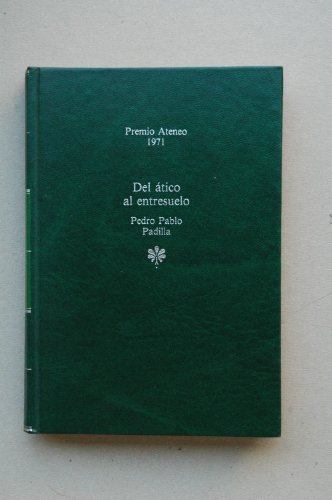 Premio Ateneo
1971
Del ático
al entresuelo
Pedro Pablo
Padilla